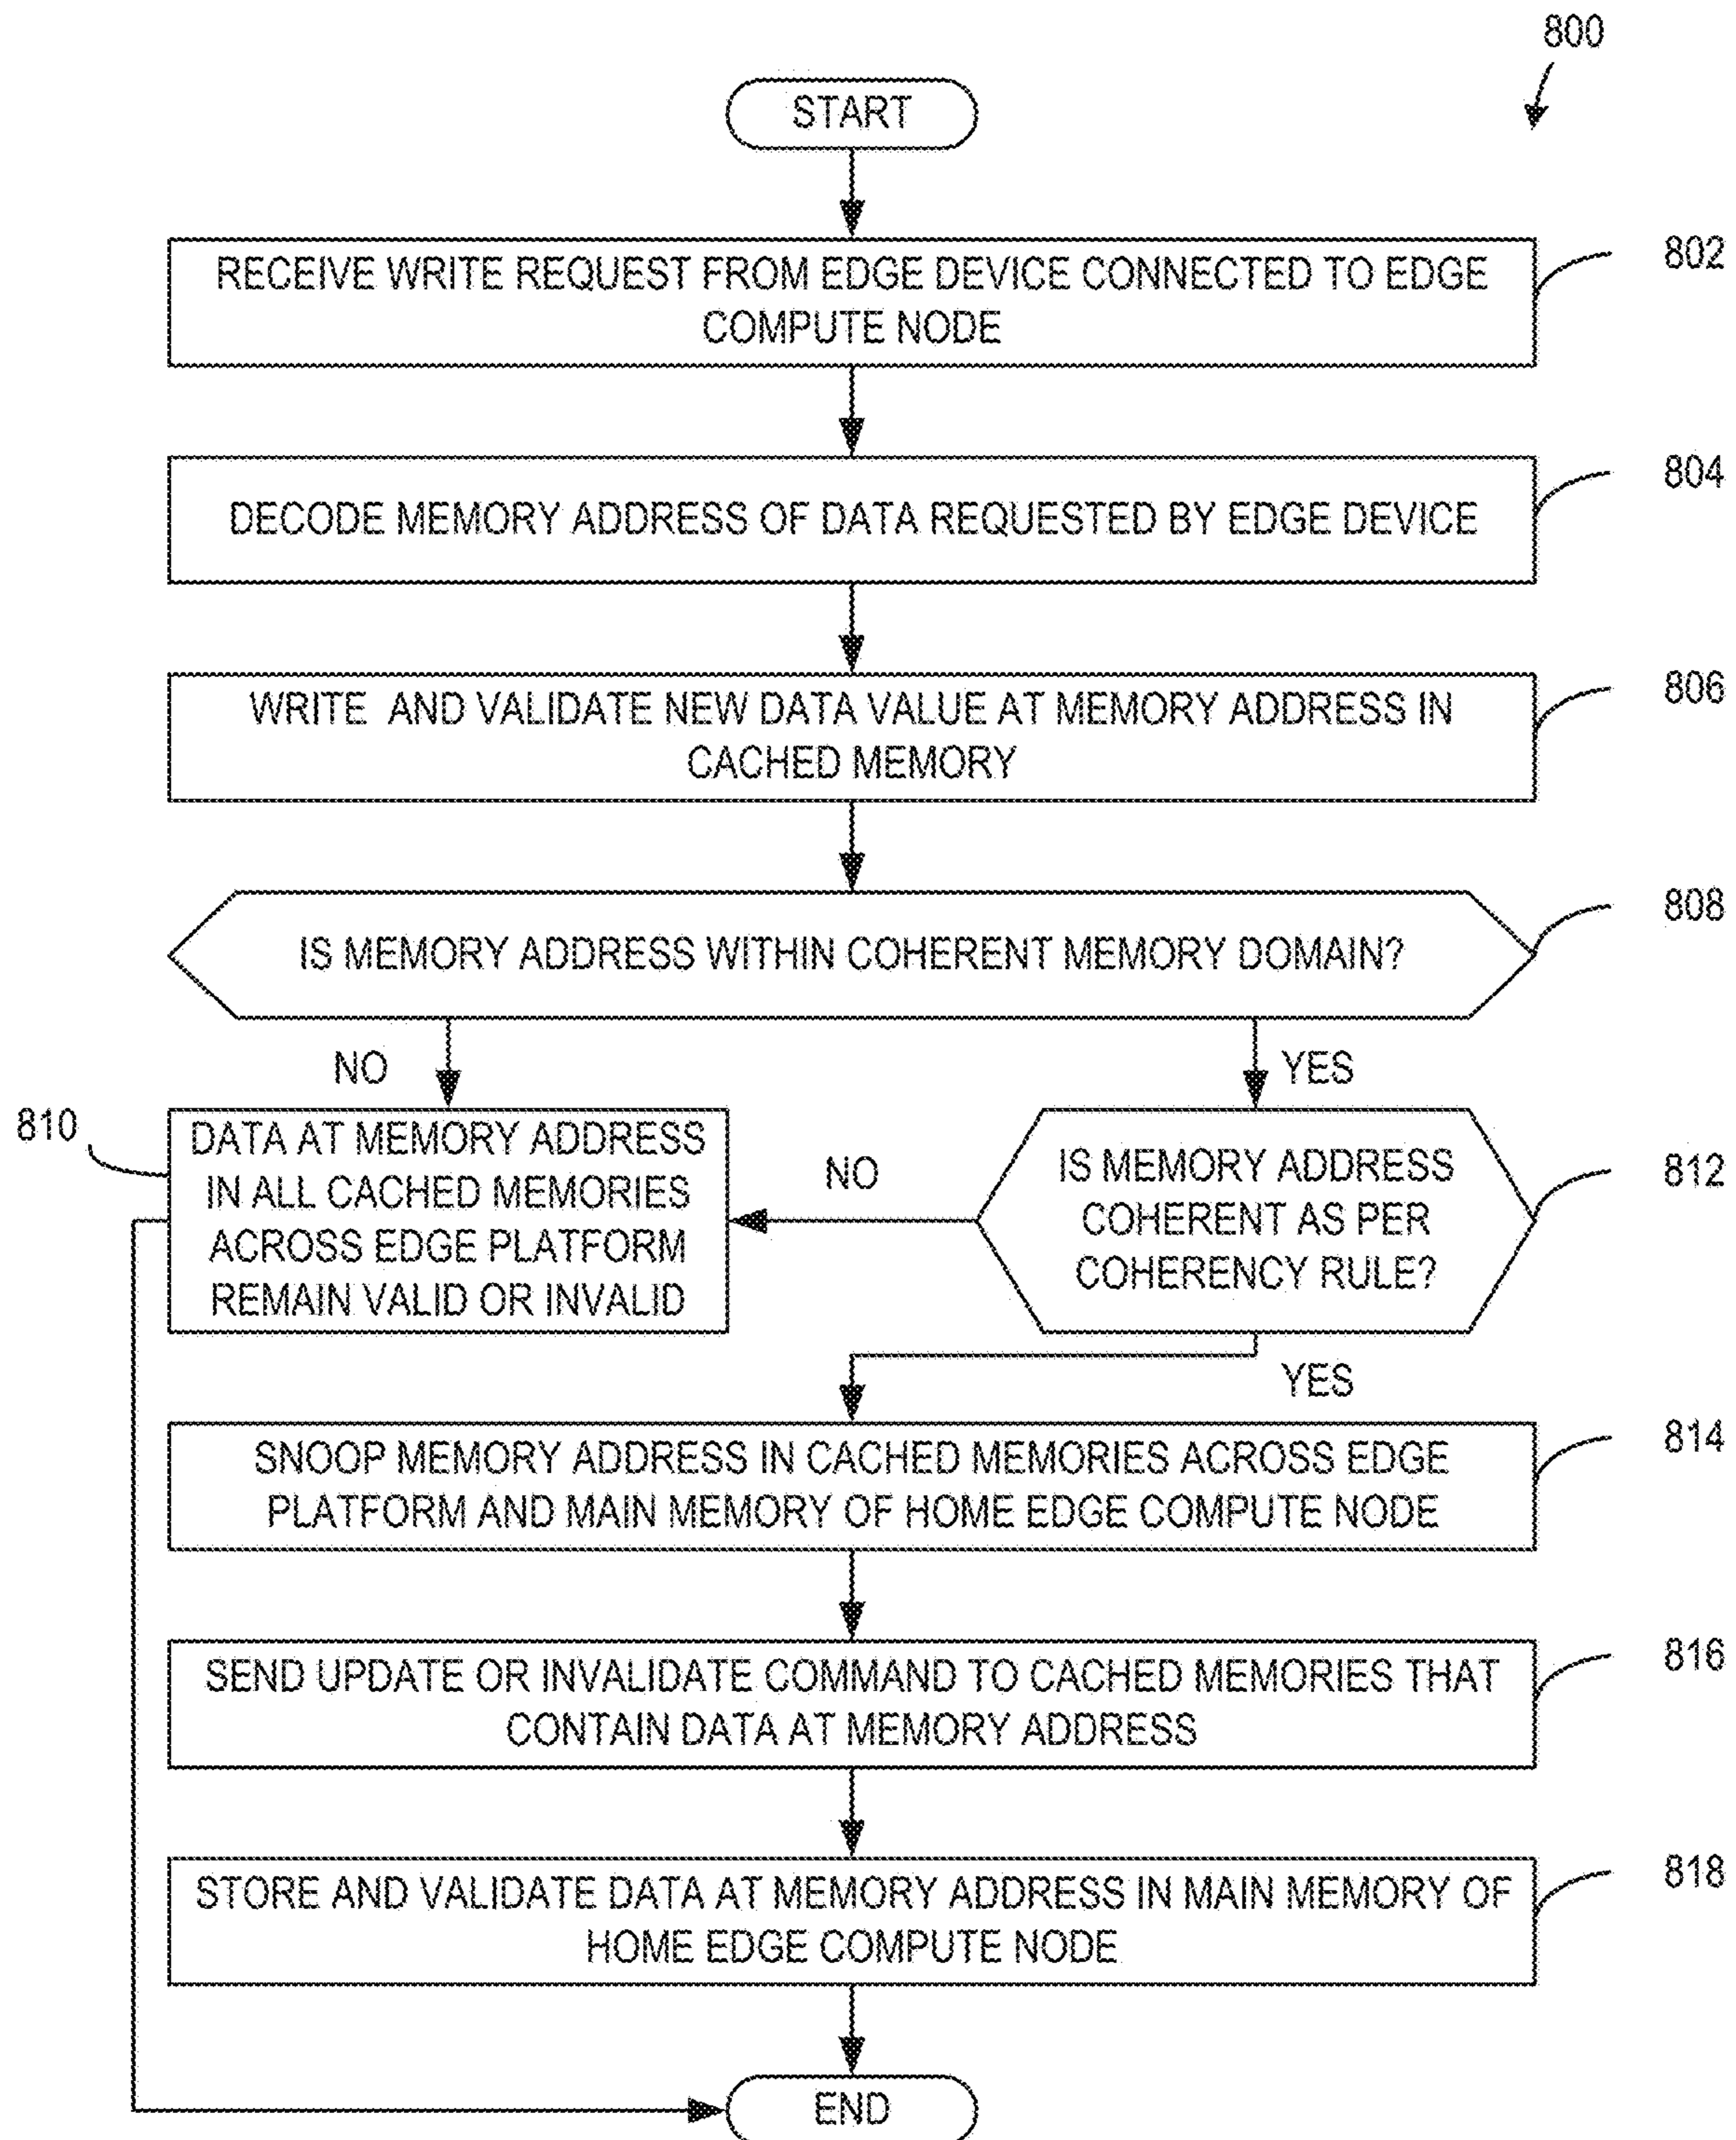 800
START
RECEIVE WRITE REQUEST FROM EDGE DEVICE CONNECTED TO EDGE
COMPUTE NODE
802
DECODE MEMORY ADDRESS OF DATA REQUESTED BY EDGE DEVICE
804
WRITE AND VALIDATE NEW DATA VALUE AT MEMORY ADDRESS IN
CACHED MEMORY
806
IS MEMORY ADDRESS WITHIN COHERENT MEMORY DOMAIN?
808
NO
YES
810
DATA AT MEMORY ADDRESS
IN ALL CACHED MEMORIES
ACROSS EDGE PLATFORM
REMAIN VALID OR INVALID
NO
IS MEMORY ADDRESS
COHERENT AS PER
COHERENCY RULE?
812
YES
SNOOP MEMORY ADDRESS IN CACHED MEMORIES ACROSS EDGE
PLATFORM AND MAIN MEMORY OF HOME EDGE COMPUTE NODE
814
SEND UPDATE OR INVALIDATE COMMAND TO CACHED MEMORIES THAT
CONTAIN DATA AT MEMORY ADDRESS
816
STORE AND VALIDATE DATA AT MEMORY ADDRESS IN MAIN MEMORY OF
HOME EDGE COMPUTE NODE
818
END